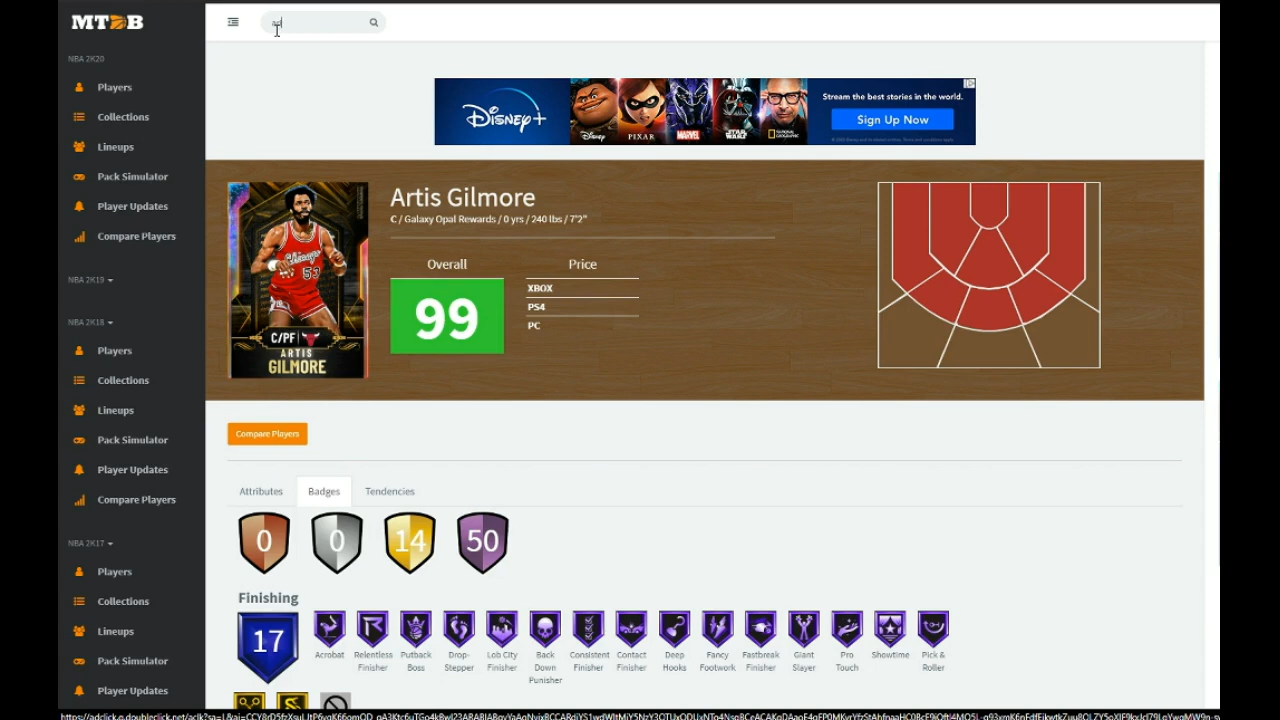 MTDB
NBA 2K20
Players
Collections
Lineups
Pack Simulator
Player Updates
Compare Players
NBA 2K19
NBA 2K18
Players
Collections
Lineups
Pack Simulator
Player Updates
Compare Players
NBA 2K17
Players
Collections
Lineups
Pack Simulator
Player Updates
Disney+
Disney
PIXAR
MARVEL
STAR WARS
NATIONAL GEOGRAPHIC
Stream the best stories in the world.
Sign Up Now
Chicago
53
C/PF
ARTIS
GILMORE
Artis Gilmore
C / Galaxy Opal Rewards / 0 yrs / 240 lbs / 7'2"
Overall
99
Price
XBOX
PS4
PC
Compare Players
Attributes Badges Tendencies
0 0 14 50
Finishing
17
Acrobat
Relentless Finisher
Putback Boss
Drop-Stepper
Lob City Finisher
Back Down Punisher
Consistent Finisher
Contact Finisher
Deep Hooks
Fancy Footwork
Fastbreak Finisher
Giant Slayer
Pro Touch
Showtime
Pick & Roller